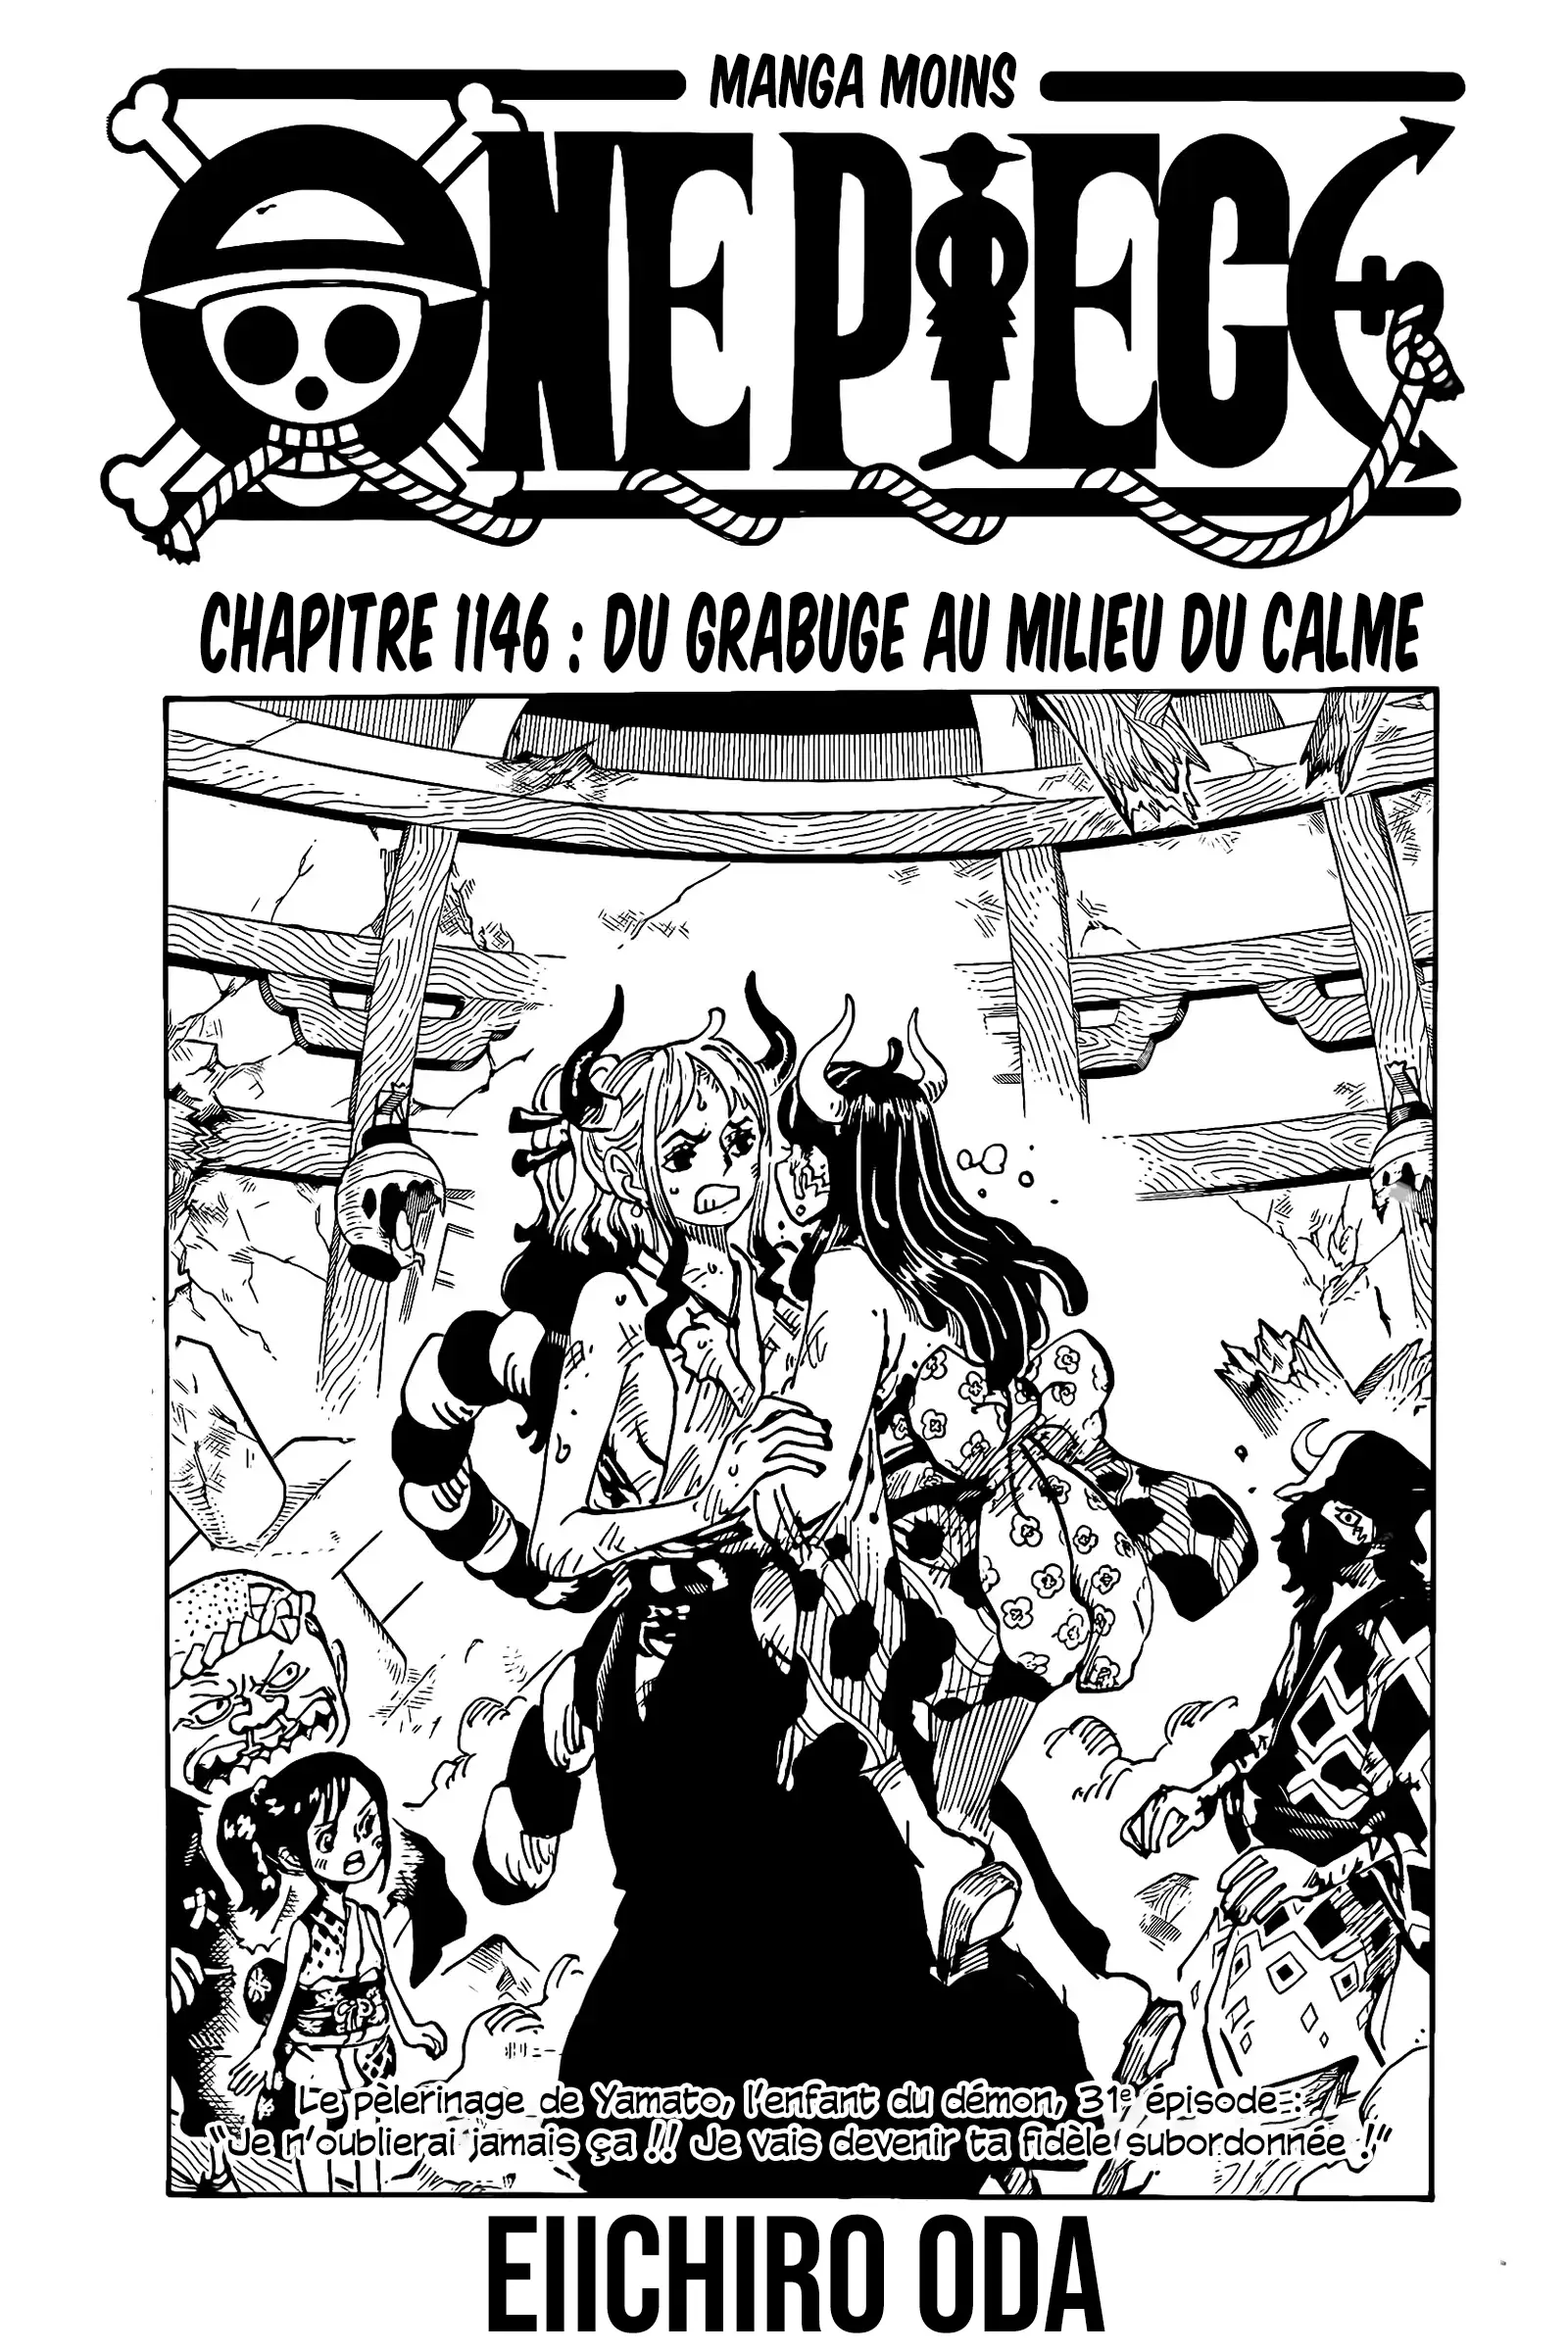 MANGA MOINS
ONE PIECE
CHAPITRE 1146 : DU GRABUGE AU MILIEU DU CALME
Le pèlerinage de Yamato, l'enfant du démon, 31e épisode :
"Je n'oublierai jamais ça !! Je vais devenir ta fidèle subordonnée !"
EIICHIRO ODA